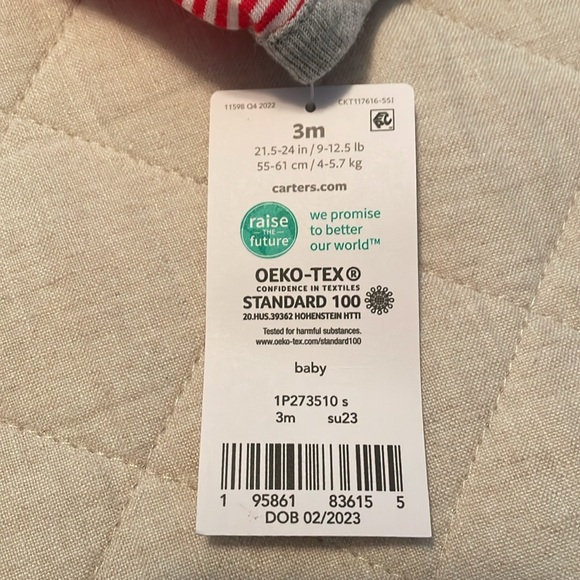 11598 Q4 2022
CKT117616-SSJ
3m
21.5-24 in / 9-12.5 lb
55-61 cm / 4-5.7 kg
carters.com
raise
THE
future
we promise
to better
our world™
OEKO-TEX®
CONFIDENCE IN TEXTILES
STANDARD 100
20.HUS.39362 HOHENSTEIN HTTI
Tested for harmful substances.
www.oeko-tex.com/standard100
baby
1P273510 s
3m su23
1 95861 83615 5
DOB 02/2023